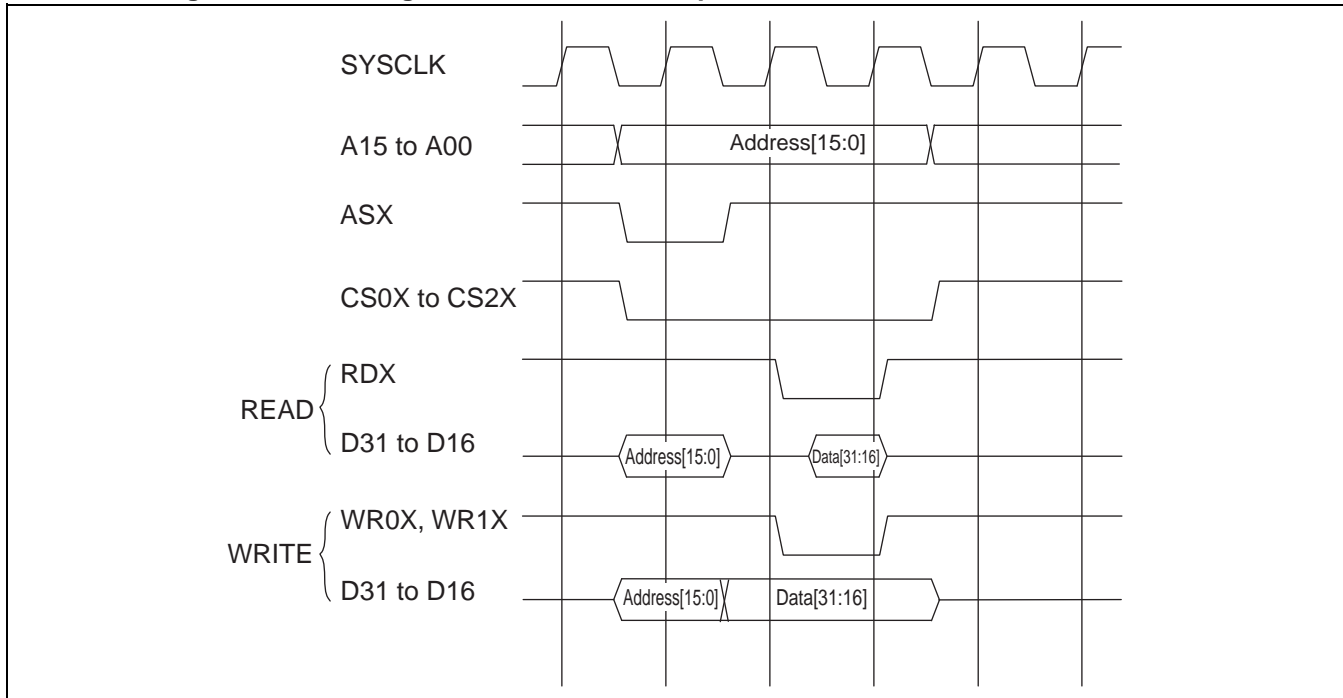 SYSCLK
A15 to A00
Address[15:0]
ASX
CS0X to CS2X
READ
RDX
D31 to D16
Address[15:0]
Data[31:16]
WRITE
WR0X, WR1X
D31 to D16
Address[15:0]
Data[31:16]